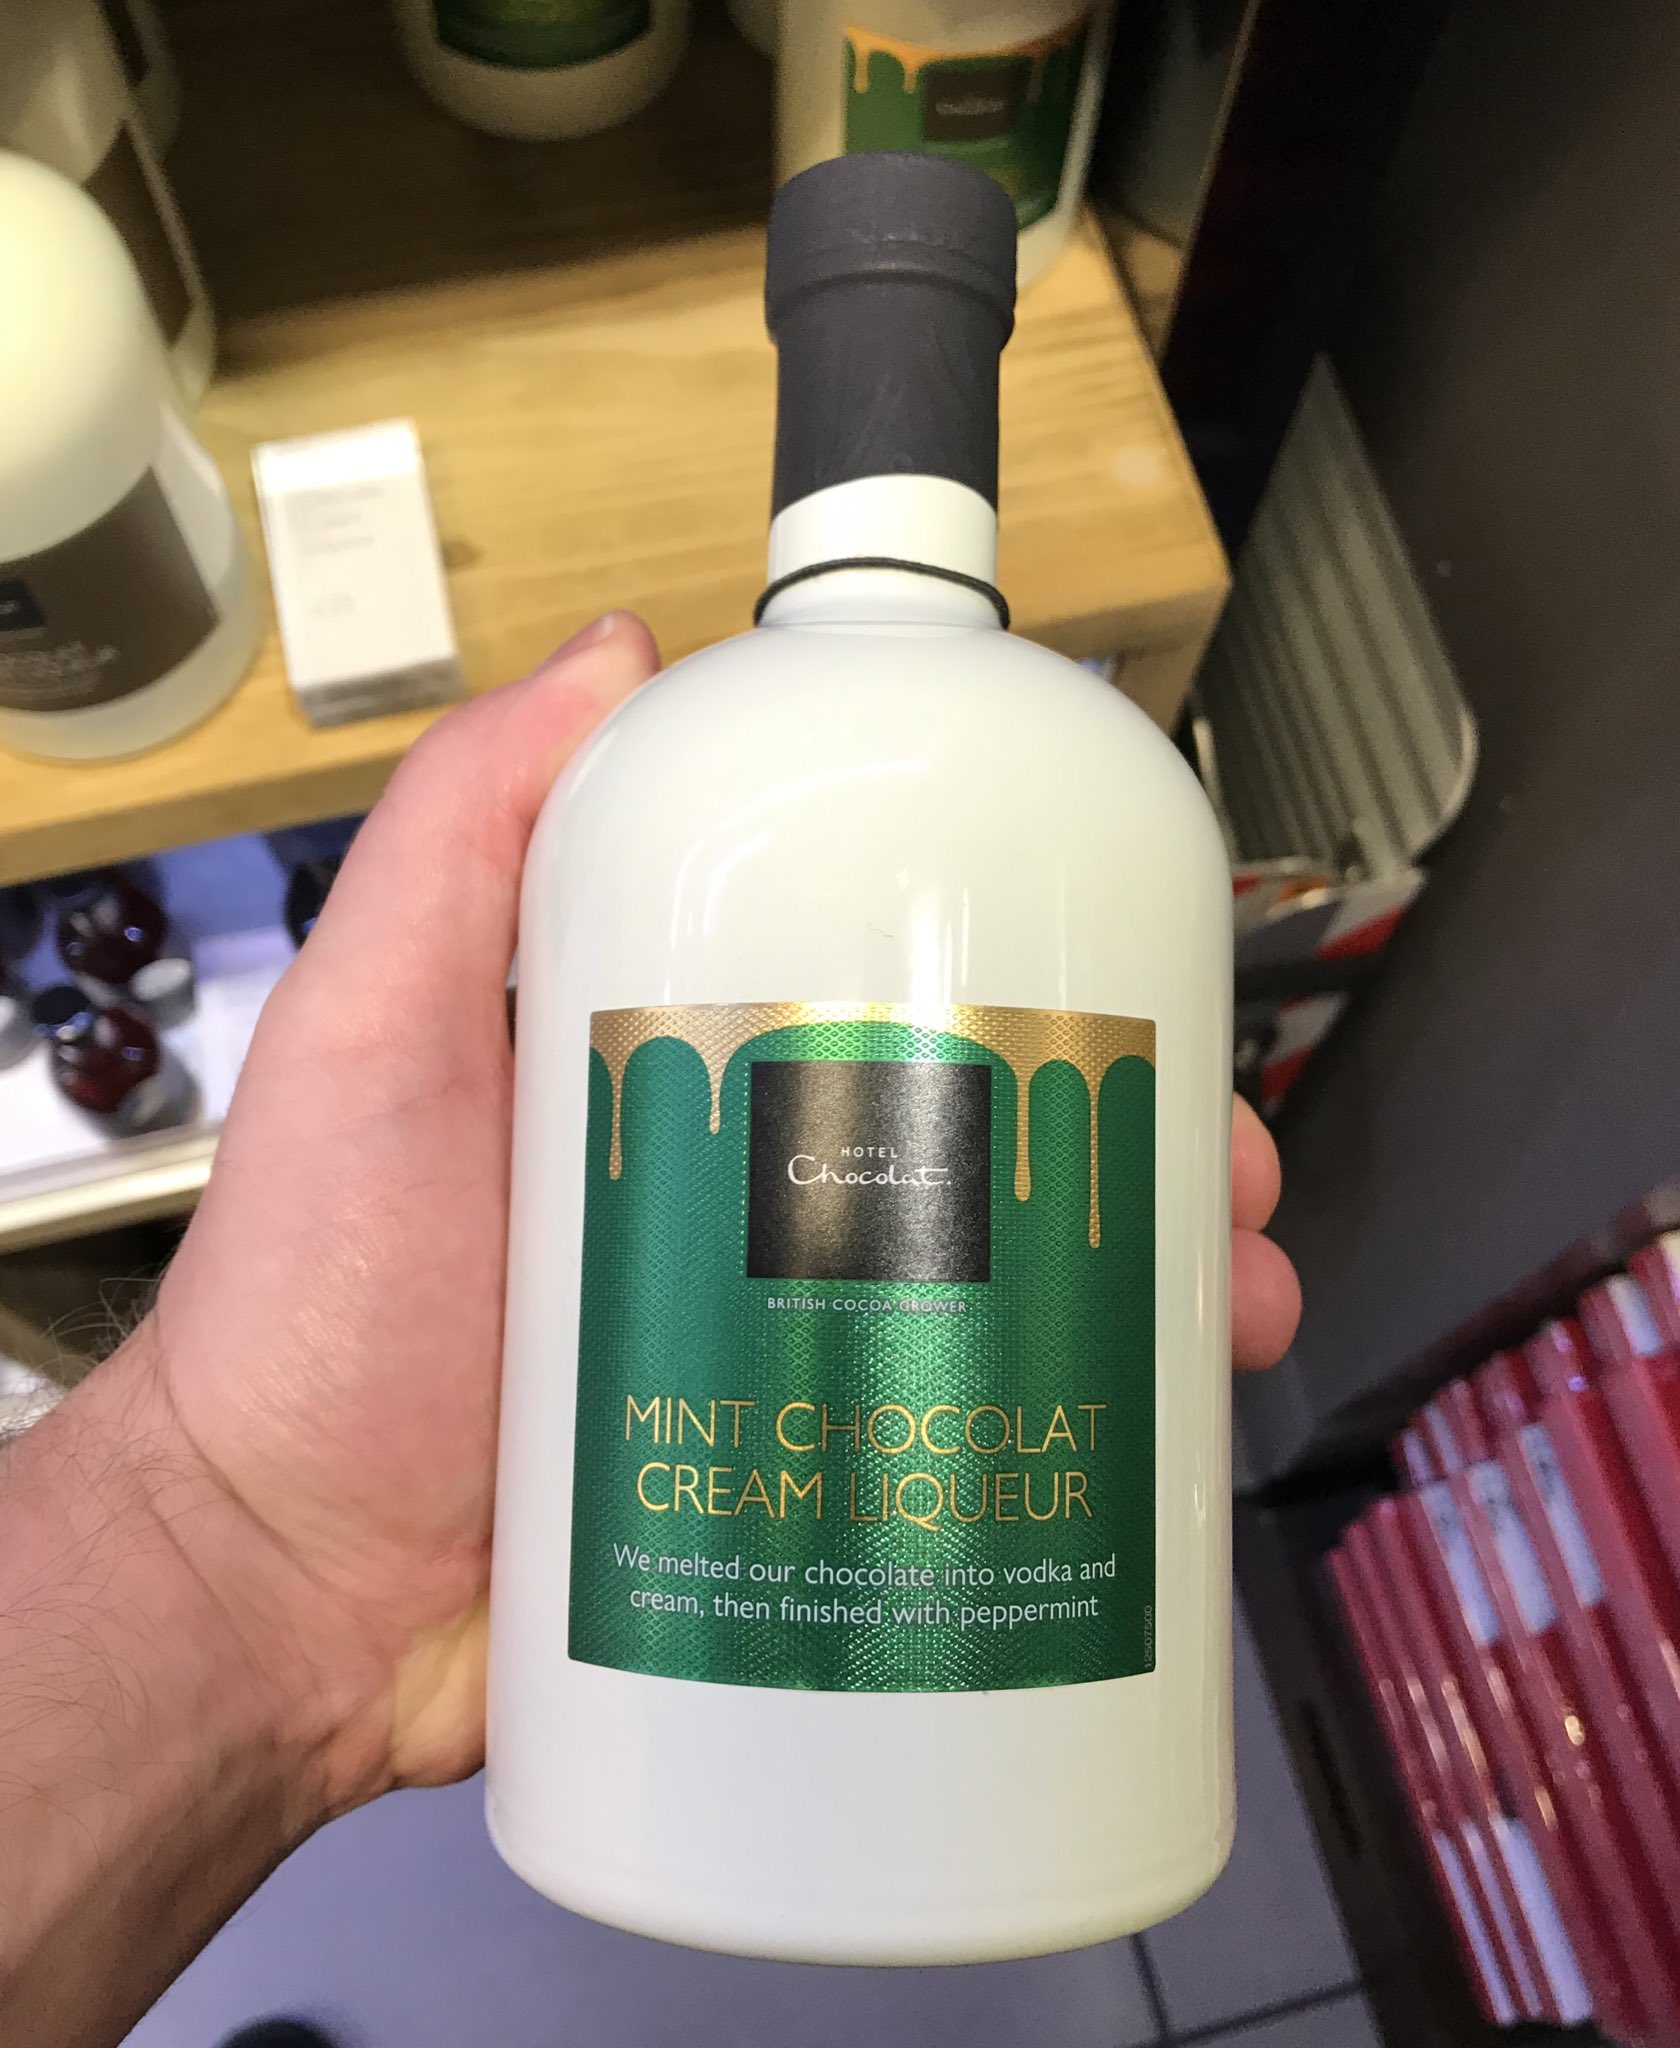 HOTEL
Chocolat.
BRITISH COCOA GROWER
MINT CHOCOLAT
CREAM LIQUEUR
We melted our chocolate into vodka and
cream, then finished with peppermint
12507500